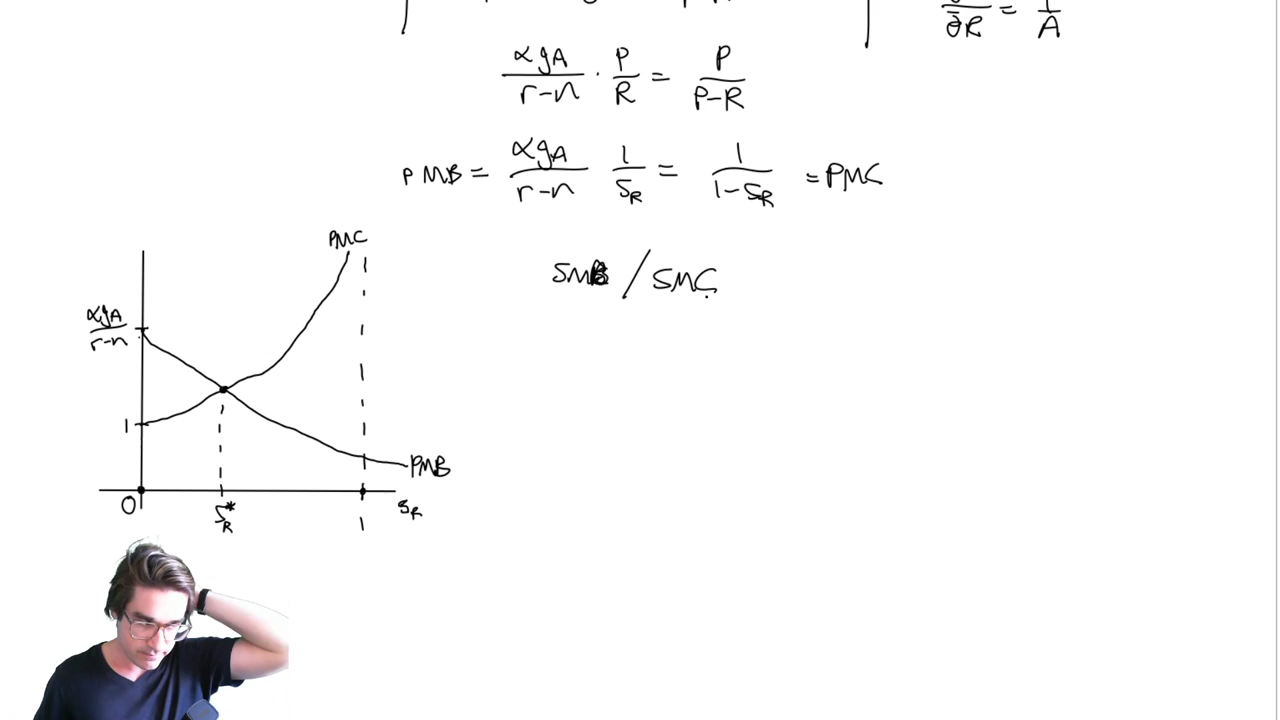 ∂R = 1/A
αg_A/(r-n) · P/R = P/(P-R)
PMB = αg_A/(r-n) 1/S_R = 1/(1-S_R) = PMC
SMB / SMC
PMC
αg_A/(r-n)
1
PMB
0
S_R*
1
S_R